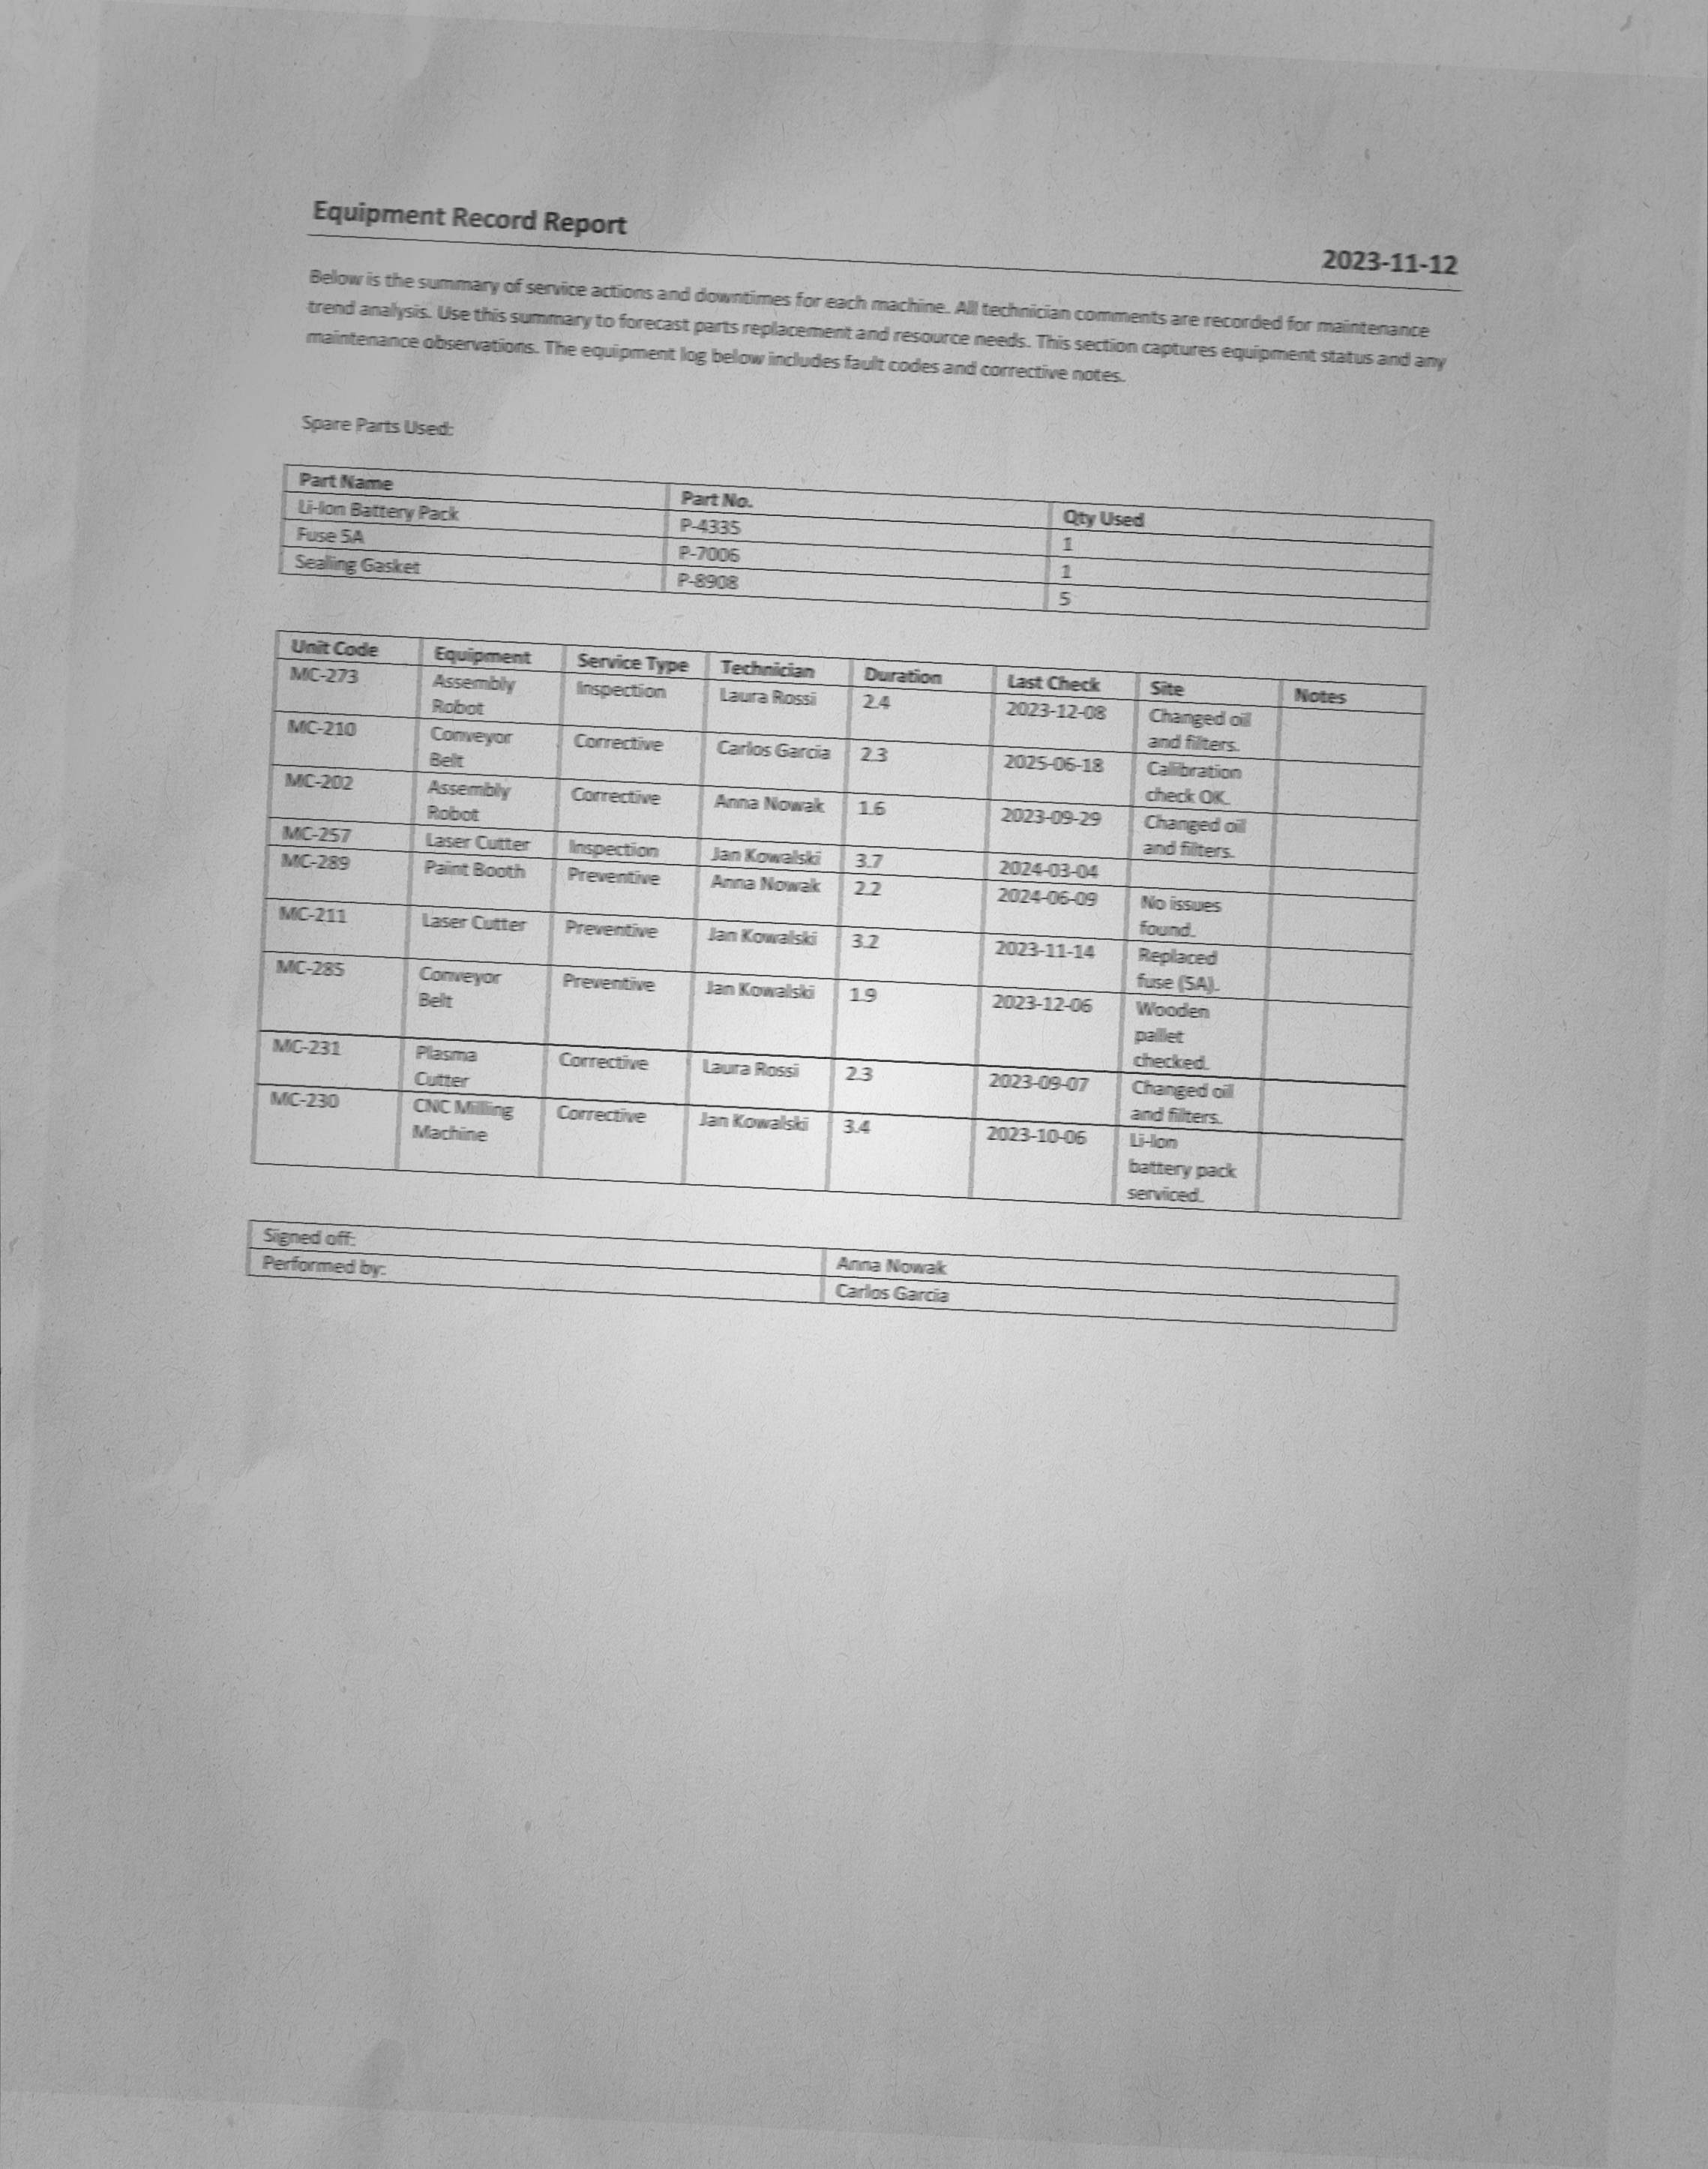 Equipment Record Report
2023-11-12
Below is the summary of service actions and downtimes for each machine. All technician comments are recorded for maintenance
trend analysis. Use this summary to forecast parts replacement and resource needs. This section captures equipment status and any
maintenance observations. The equipment log below includes fault codes and corrective notes.
Spare Parts Used:
Part Name Part No. Qty Used
Li-Ion Battery Pack P-4335 1
Fuse 5A P-7006 1
Sealing Gasket P-8908 5
Unit Code Equipment Service Type Technician Duration Last Check Site Notes
MC-273 Assembly Inspection Laura Rossi 2.4 2023-12-08 Changed oil
Robot and filters.
MC-210 Conveyor Corrective Carlos Garcia 2.3 2025-06-18 Calibration
Belt check OK.
MC-202 Assembly Corrective Anna Nowak 1.6 2023-09-29 Changed oil
Robot and filters.
MC-257 Laser Cutter Inspection Jan Kowalski 3.7 2024-03-04
MC-289 Paint Booth Preventive Anna Nowak 2.2 2024-06-09 No issues
found.
MC-211 Laser Cutter Preventive Jan Kowalski 3.2 2023-11-14 Replaced
fuse (5A).
MC-285 Conveyor Preventive Jan Kowalski 1.9 2023-12-06 Wooden
Belt pallet
checked.
MC-231 Plasma Corrective Laura Rossi 2.3 2023-09-07 Changed oil
Cutter and filters.
MC-230 CNC Milling Corrective Jan Kowalski 3.4 2023-10-06 Li-Ion
Machine battery pack
serviced.
Signed off: Anna Nowak
Performed by: Carlos Garcia